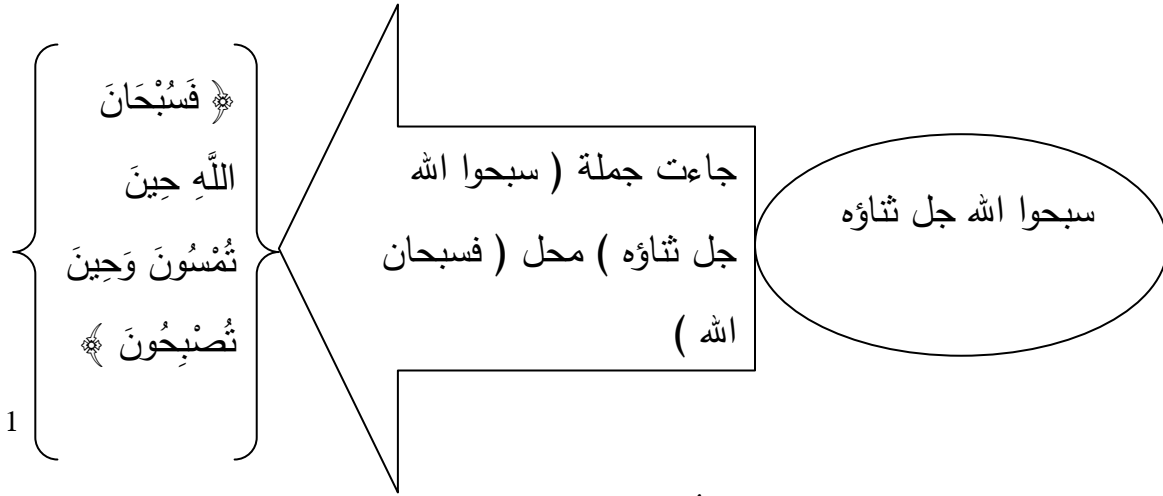 سبحوا الله جل ثناؤه
جاءت جملة ( سبحوا الله
جل ثناؤه ) محل ( فسبحان
الله )
﴿ فَسُبْحَانَ
اللَّهِ حِينَ
تُمْسُونَ وَحِينَ
تُصْبِحُونَ ﴾
1